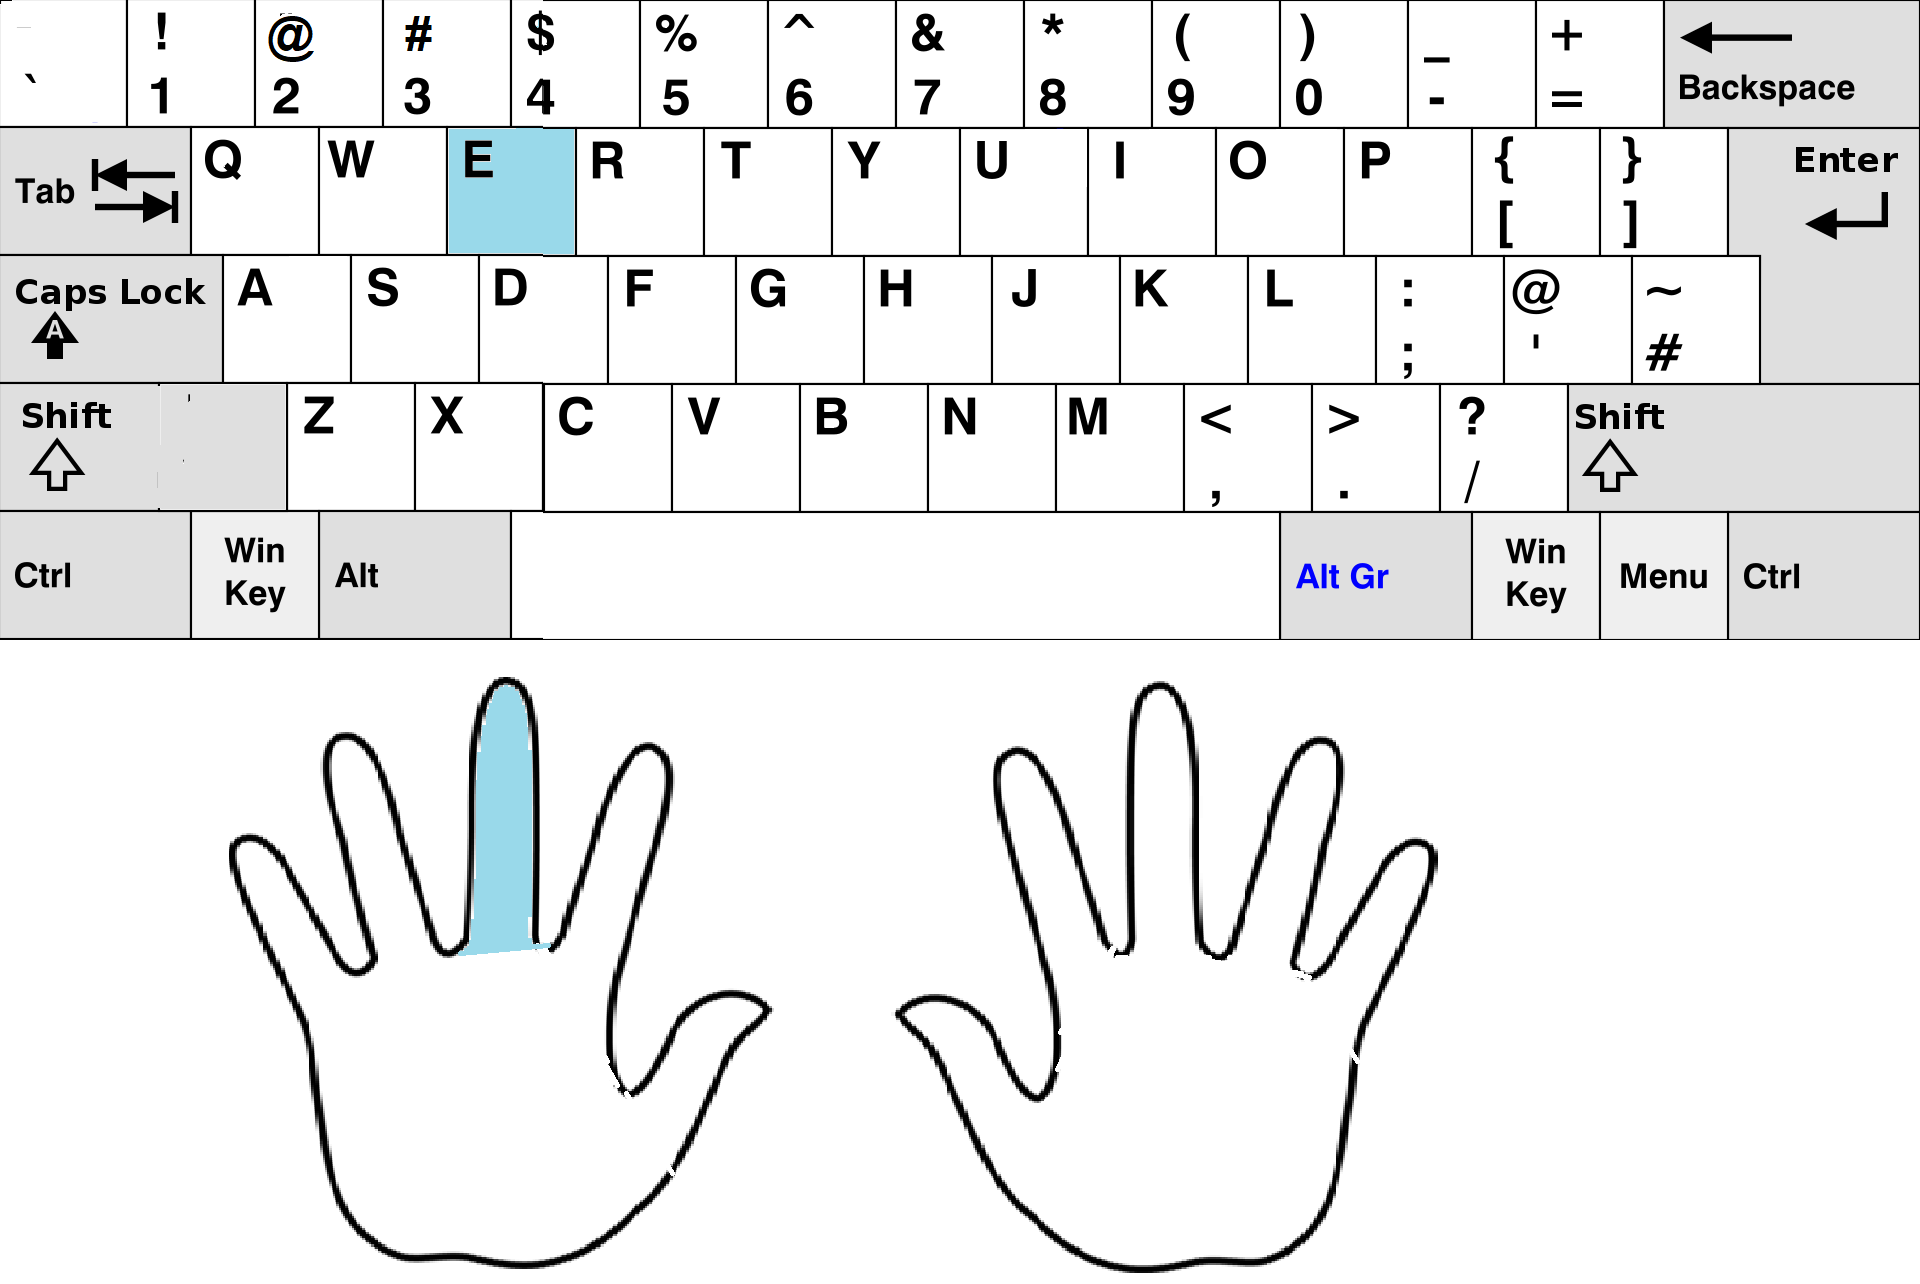 ! @ # $ % ^ & * ( ) _ +
` 1 2 3 4 5 6 7 8 9 0 - = Backspace
Tab Q W E R T Y U I O P { } Enter
[ ]
Caps Lock A S D F G H J K L : @ ~
A ; ' #
Shift Z X C V B N M < > ? Shift
, . /
Ctrl Win Key Alt Alt Gr Win Key Menu Ctrl